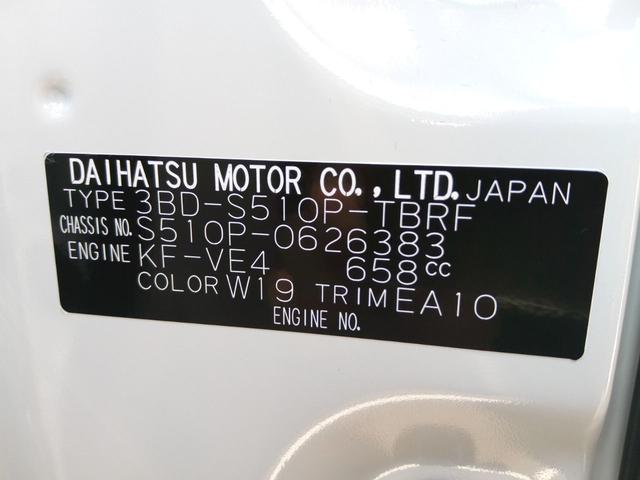 DAIHATSU MOTOR CO.,LTD. JAPAN
TYPE 3BD-S510P-TBRF
CHASSIS NO. S510P-0626383
ENGINE KF-VE4 658cc
COLOR W19 TRIM EA10
ENGINE NO.